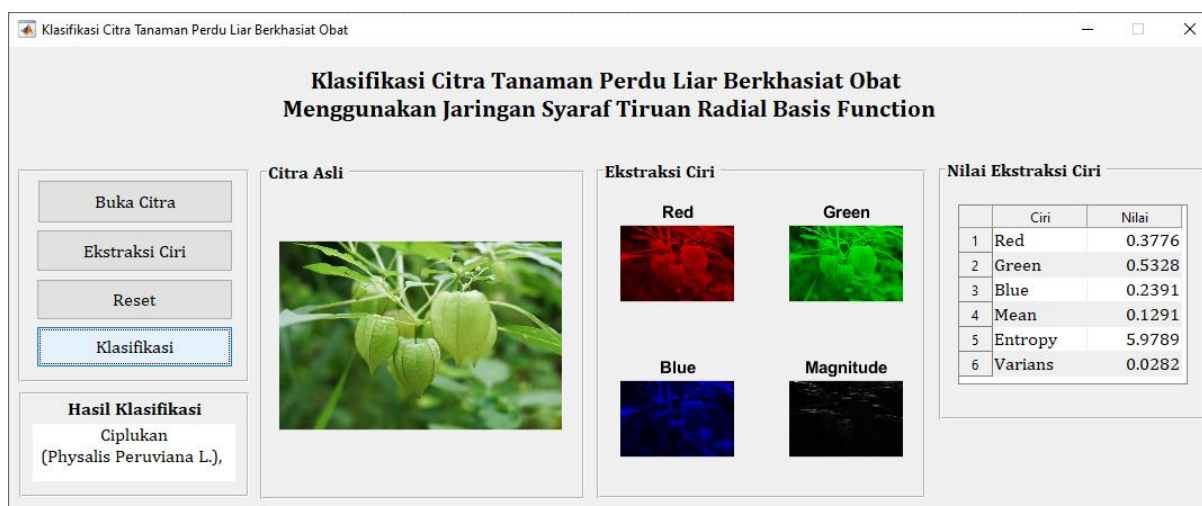 Klasifikasi Citra Tanaman Perdu Liar Berkhasiat Obat
Klasifikasi Citra Tanaman Perdu Liar Berkhasiat Obat
Menggunakan Jaringan Syaraf Tiruan Radial Basis Function
Buka Citra
Ekstraksi Ciri
Reset
Klasifikasi
Hasil Klasifikasi
Ciplukan
(Physalis Peruviana L.),
Citra Asli
Ekstraksi Ciri
Red
Green
Blue
Magnitude
Nilai Ekstraksi Ciri
Ciri Nilai
1 Red 0.3776
2 Green 0.5328
3 Blue 0.2391
4 Mean 0.1291
5 Entropy 5.9789
6 Varians 0.0282